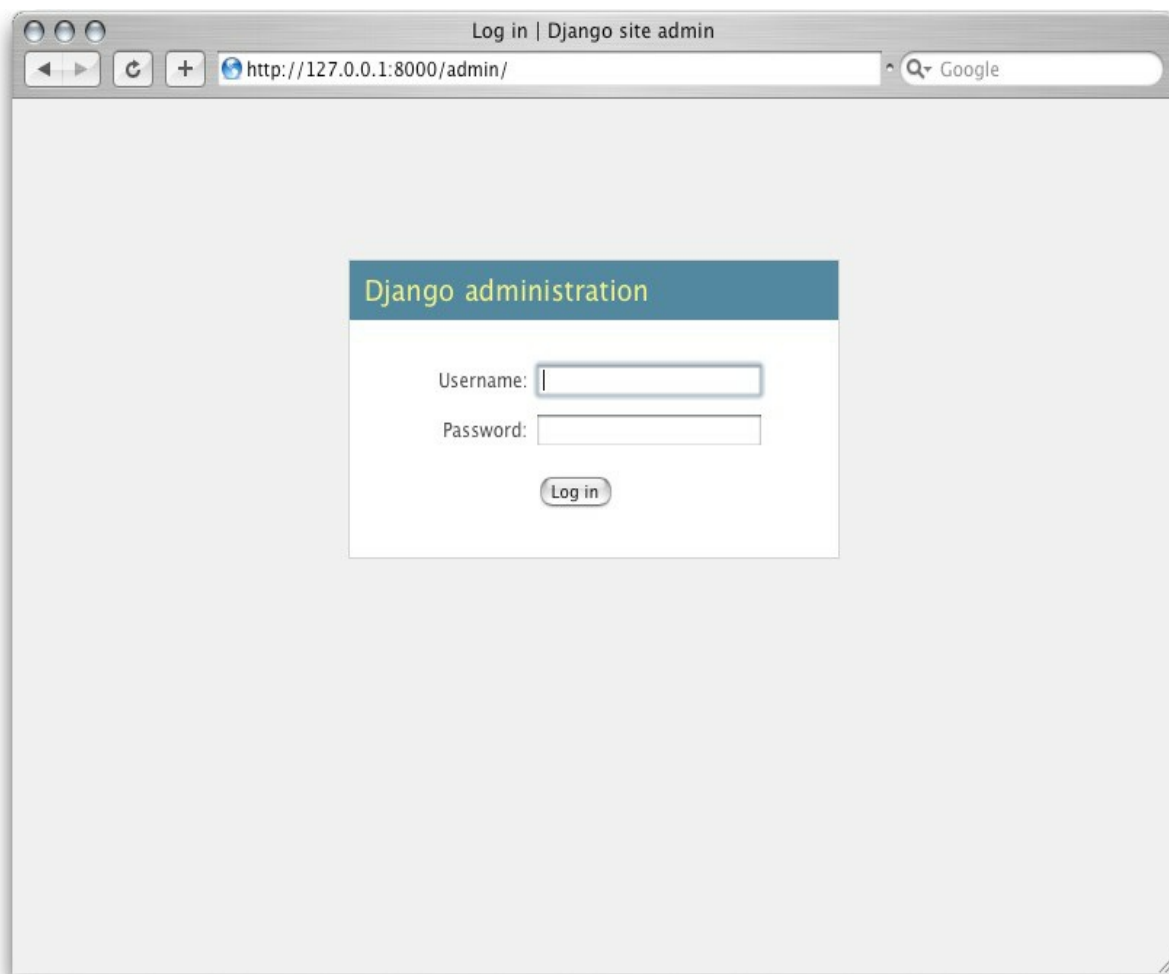 Log in | Django site admin
http://127.0.0.1:8000/admin/
Google
Django administration
Username:
Password:
Log in